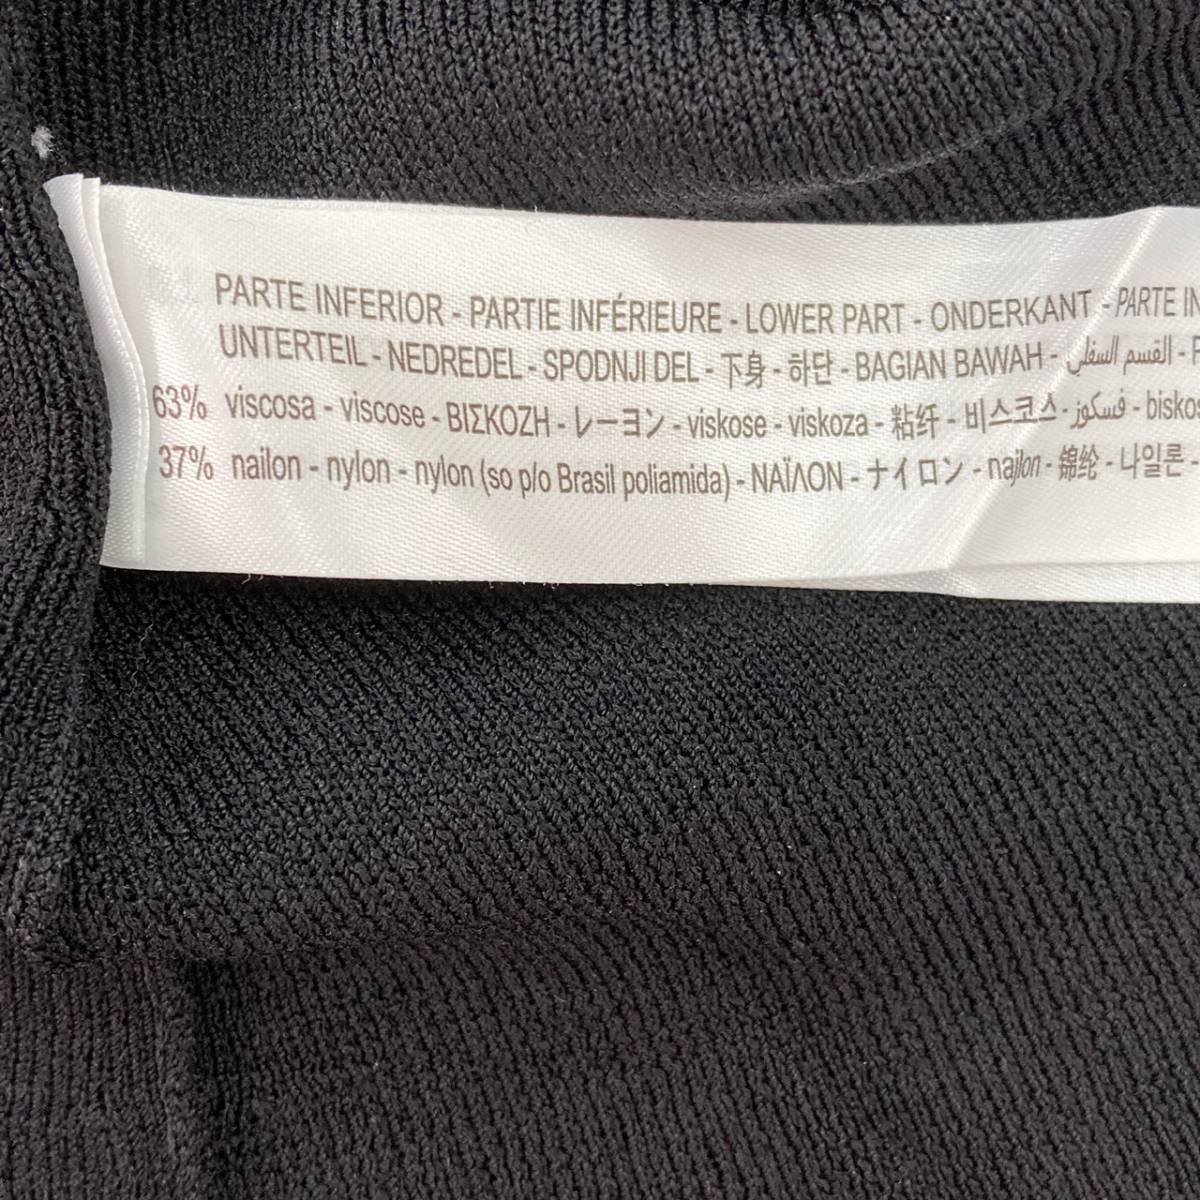 PARTE INFERIOR - PARTIE INFÉRIEURE - LOWER PART - ONDERKANT - PARTE IN
UNTERTEIL - NEDREDEL - SPODNJI DEL - 下身 - 하단 - BAGIAN BAWAH - القسم السفلي -
63% viscosa - viscose - ΒΙΣΚΟΖΗ - レーヨン - viskose - viskoza - 粘纤 - 비스코스 - فسكوز - bisko
37% nailon - nylon - nylon (so p/o Brasil poliamida) - ΝΑΪΛΟΝ - ナイロン - najlon - 锦纶 - 나일론 -